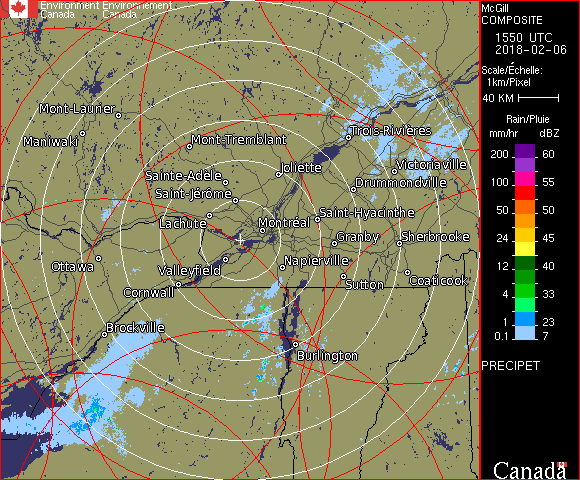 Environment Environnement
Canada Canada
Mont-Laurier
Maniwaki
Mont-Tremblant
Trois-Rivières
Joliette
Victoriaville
Sainte-Adèle
Drummondville
Saint-Jérôme
Lachute
Saint-Hyacinthe
Montréal
Granby
Sherbrooke
Ottawa
Valleyfield
Napierville
Sutton
Coaticook
Cornwall
Brockville
Burlington
McGill
COMPOSITE
1550 UTC
2018-02-06
Scale/Échelle:
1km/Pixel
40 KM
Rain/Pluie
mm/hr dBZ
200 60
150 57
100 55
50 50
24 45
12 40
4 33
1 23
0.1 7
PRECIPET
Canada